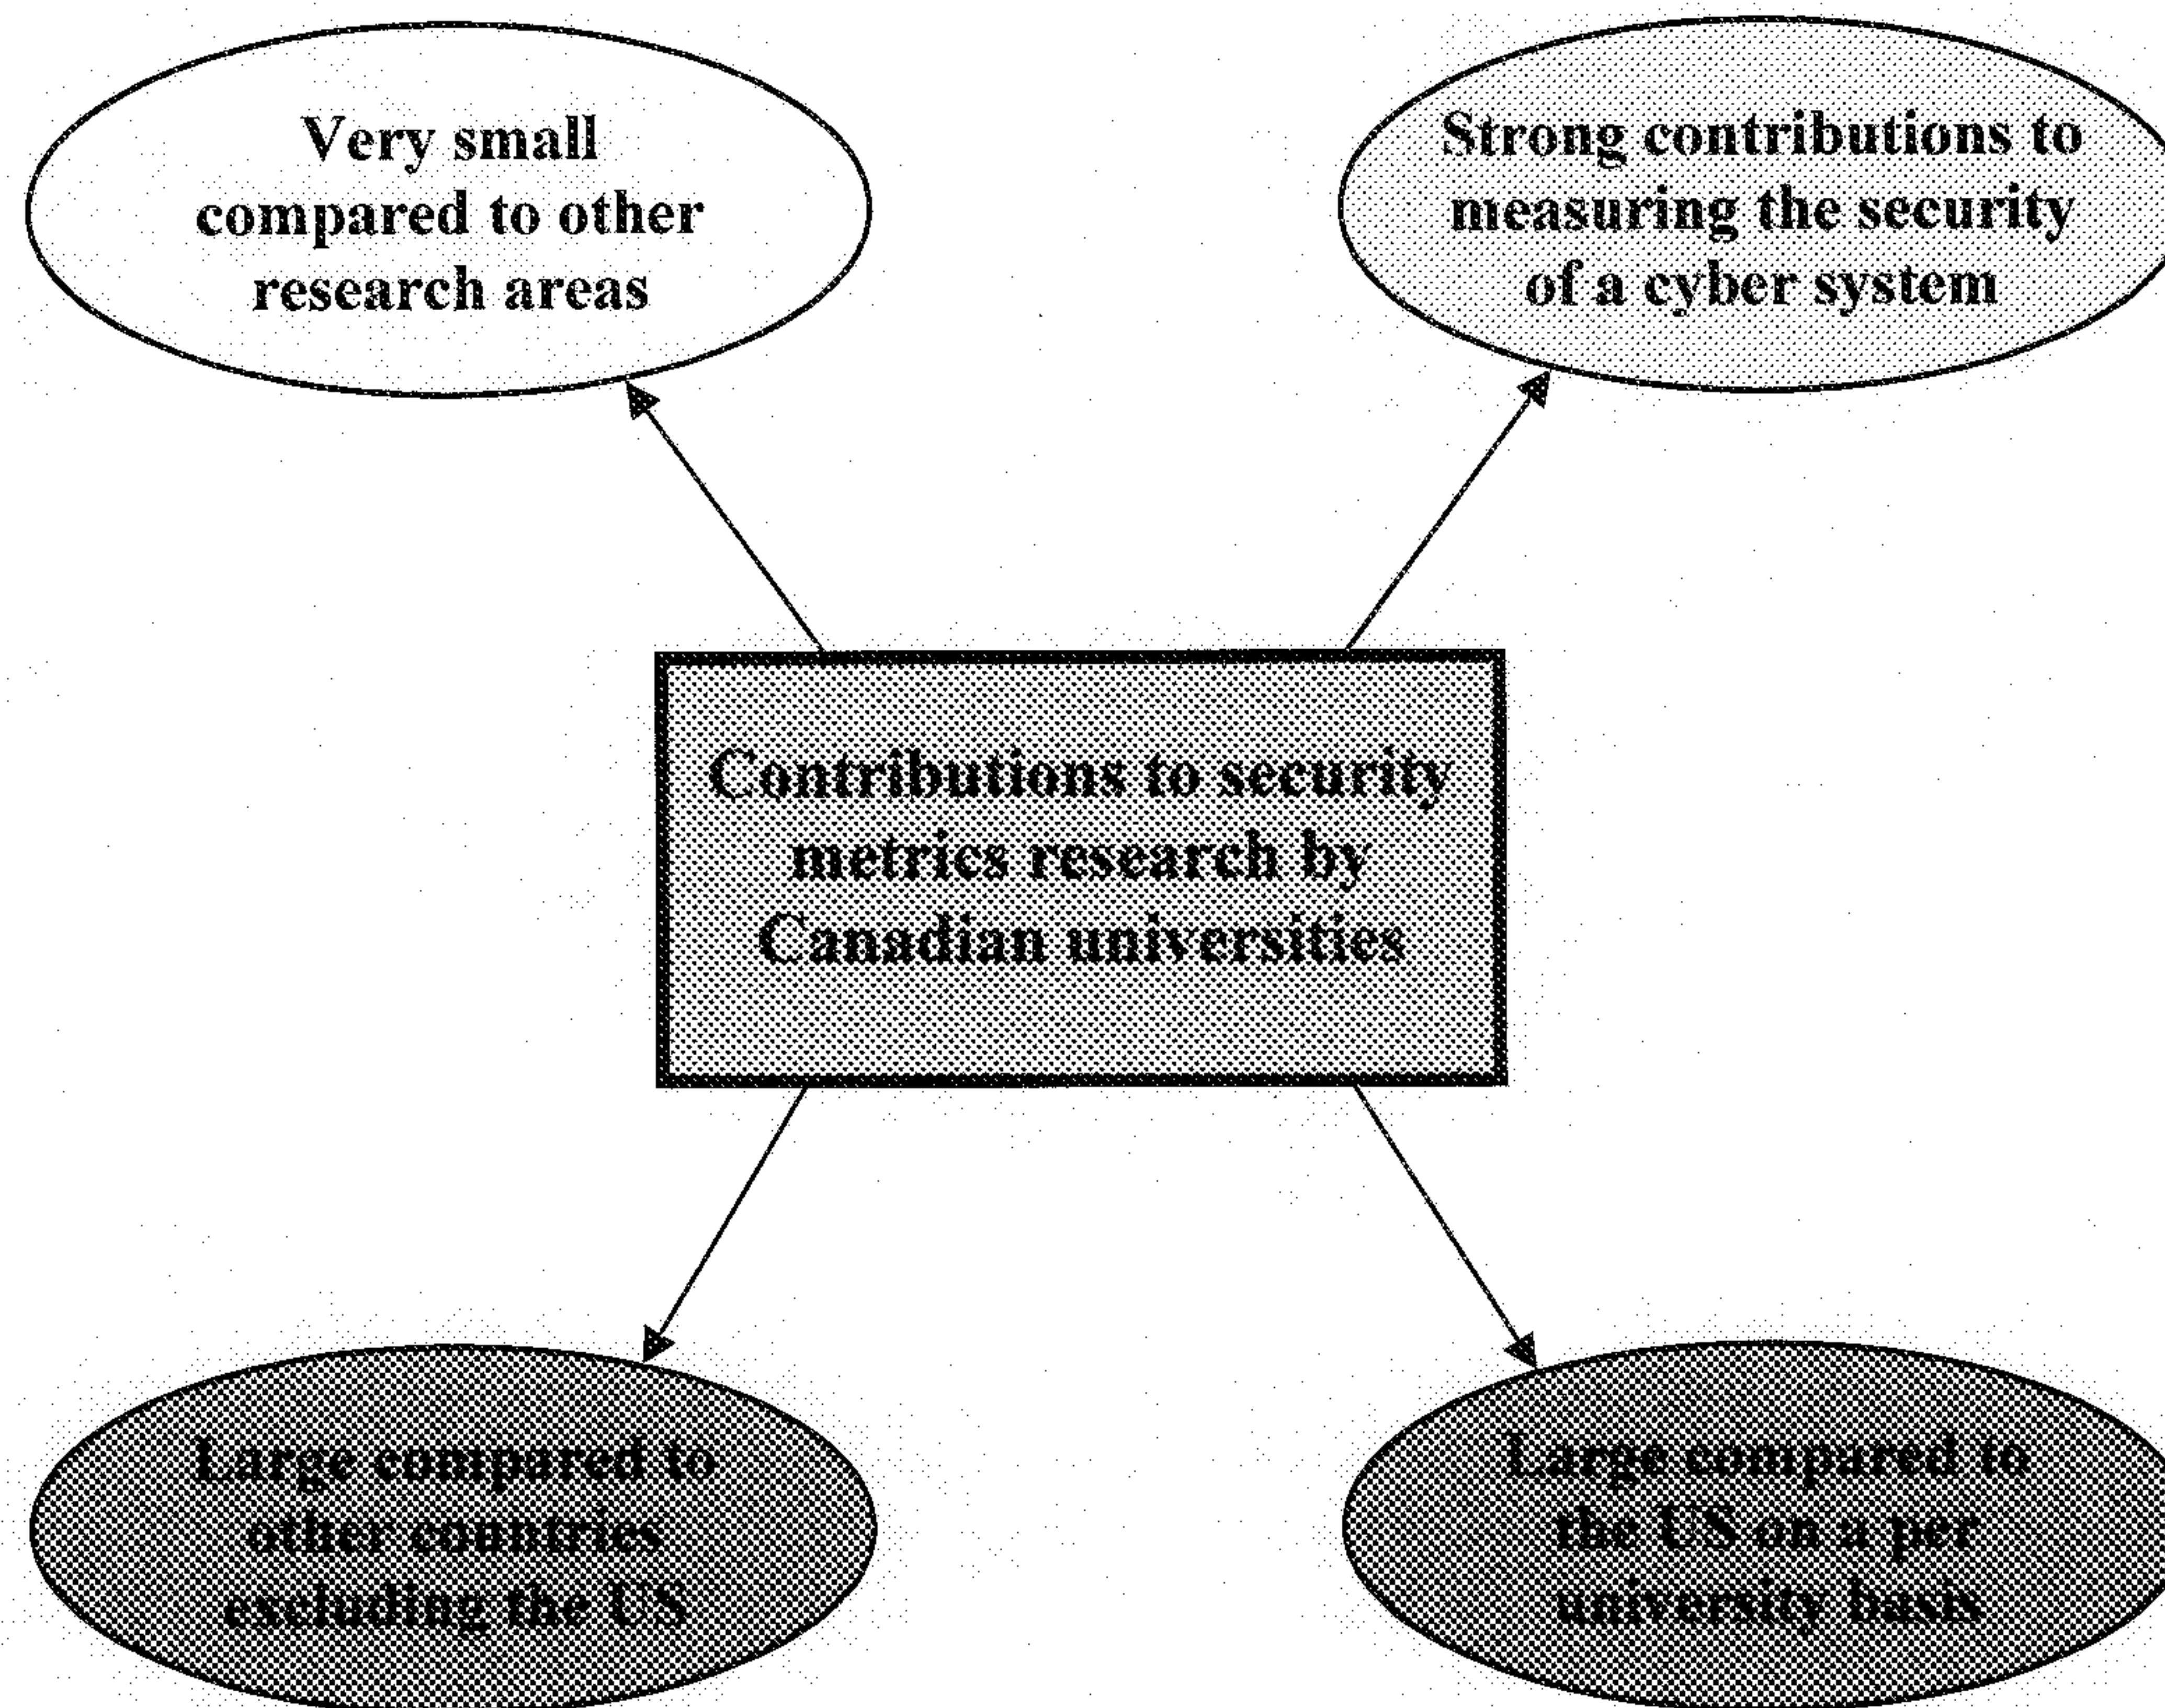 Very small
compared to other
research areas
Strong contributions to
measuring the security
of a cyber system
Contributions to security
metrics research by
Canadian universities
Large compared to
other countries
excluding the US
Large compared to
the US on a per
university basis